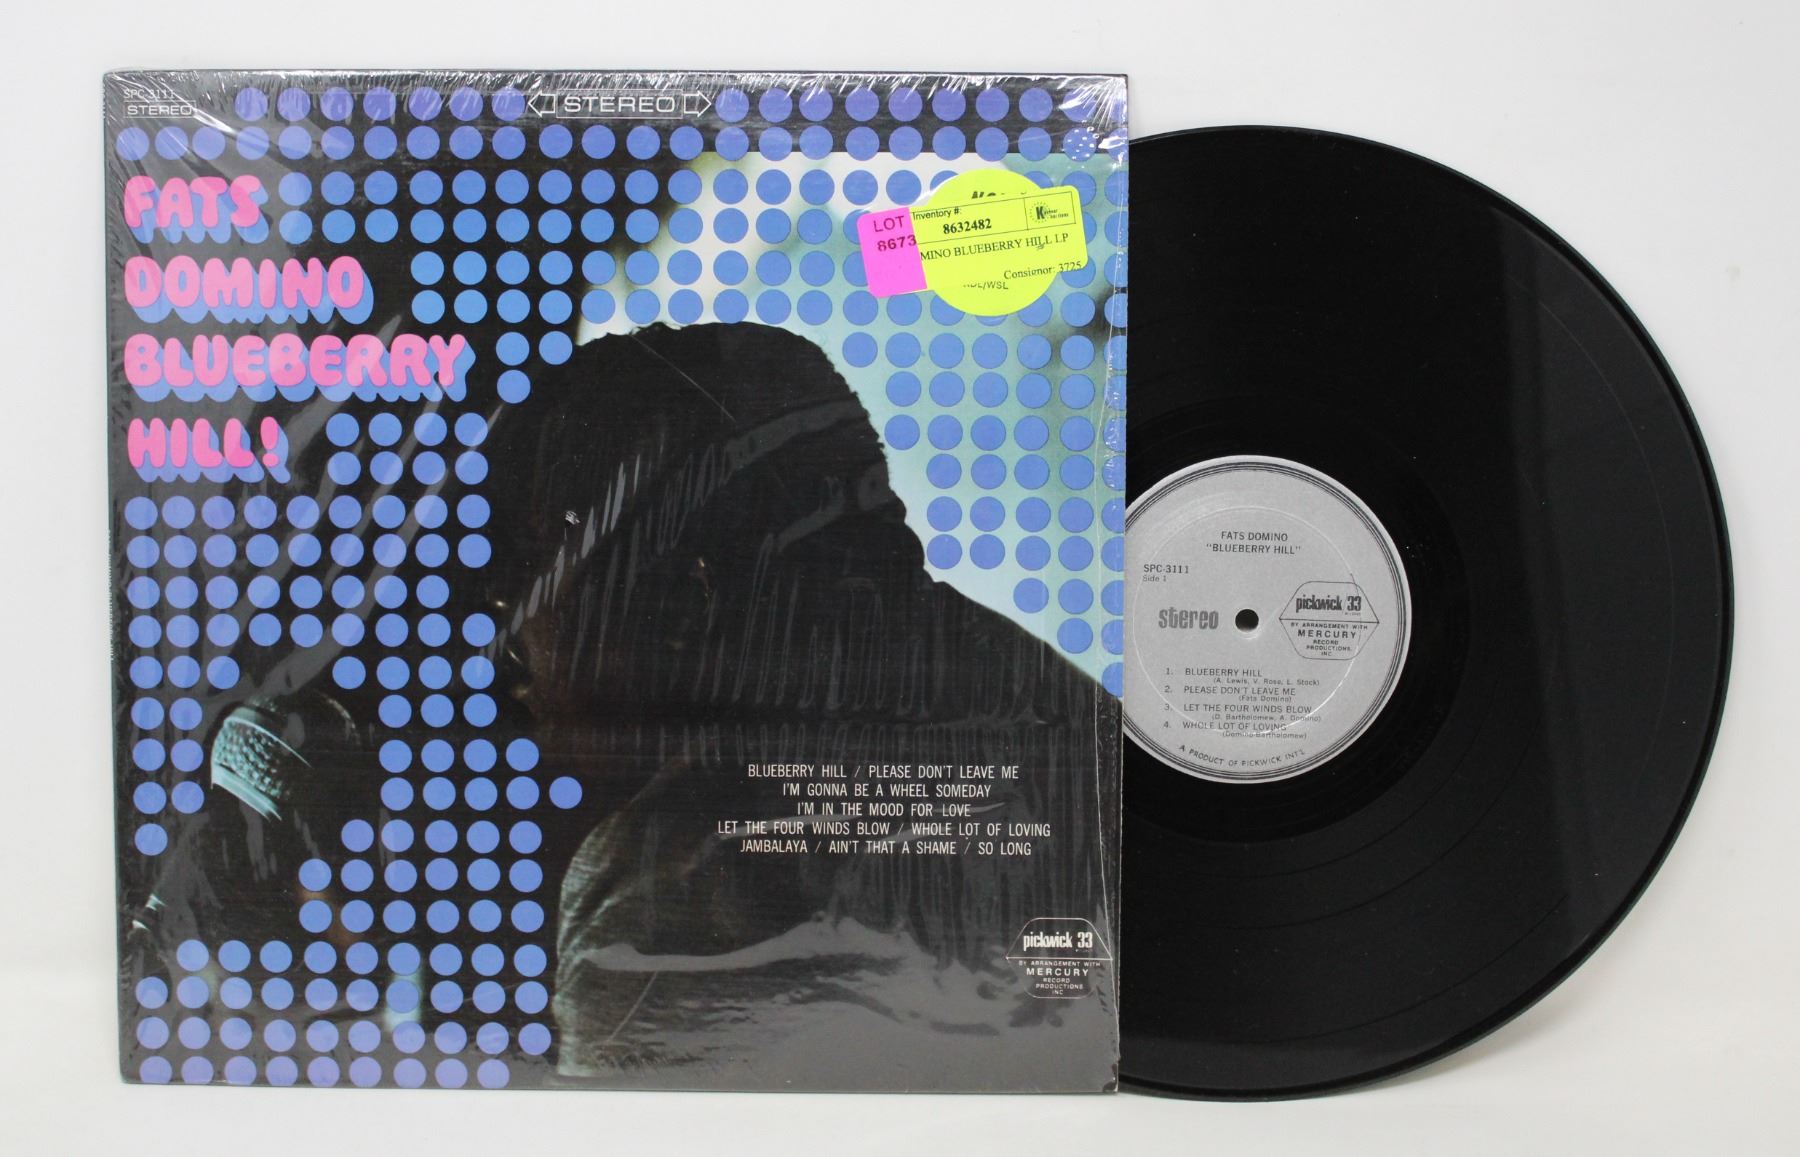 SPC-3111
STEREO
STEREO
FATS
DOMINO
BLUEBERRY
HILL!
LOT
8673
Inventory #:
8632482
MINO BLUEBERRY HILL LP
Consignor: 3725
/WSL
BLUEBERRY HILL / PLEASE DON'T LEAVE ME
I'M GONNA BE A WHEEL SOMEDAY
I'M IN THE MOOD FOR LOVE
LET THE FOUR WINDS BLOW / WHOLE LOT OF LOVING
JAMBALAYA / AIN'T THAT A SHAME / SO LONG
pickwick 33
BY ARRANGEMENT WITH
MERCURY
RECORD
PRODUCTIONS
INC
FATS DOMINO
"BLUEBERRY HILL"
SPC-3111
Side 1
stereo
pickwick 33
BY ARRANGEMENT WITH
MERCURY
RECORD
PRODUCTIONS,
INC
1. BLUEBERRY HILL
(A. Lewis, V. Rose, L. Stock)
2. PLEASE DON'T LEAVE ME
(Fats Domino)
3. LET THE FOUR WINDS BLOW
(D. Bartholomew, A. Domino)
4. WHOLE LOT OF LOVING
(Domino-Bartholomew)
A PRODUCT OF PICKWICK INT'L